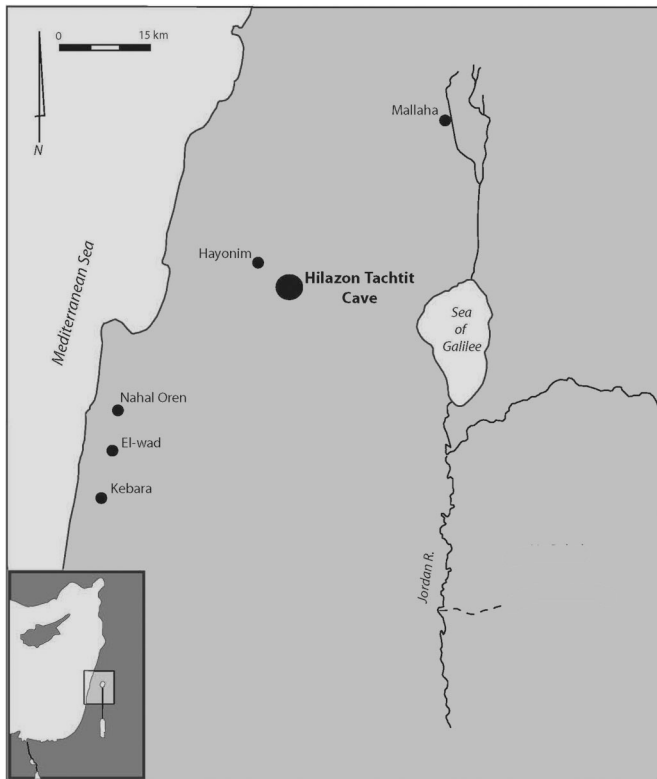 0
15 km
N
Mallaha
Hayonim
Hilazon Tachtit
Cave
Mediterranean Sea
Sea
of
Galilee
Nahal Oren
El-wad
Kebara
Jordan R.